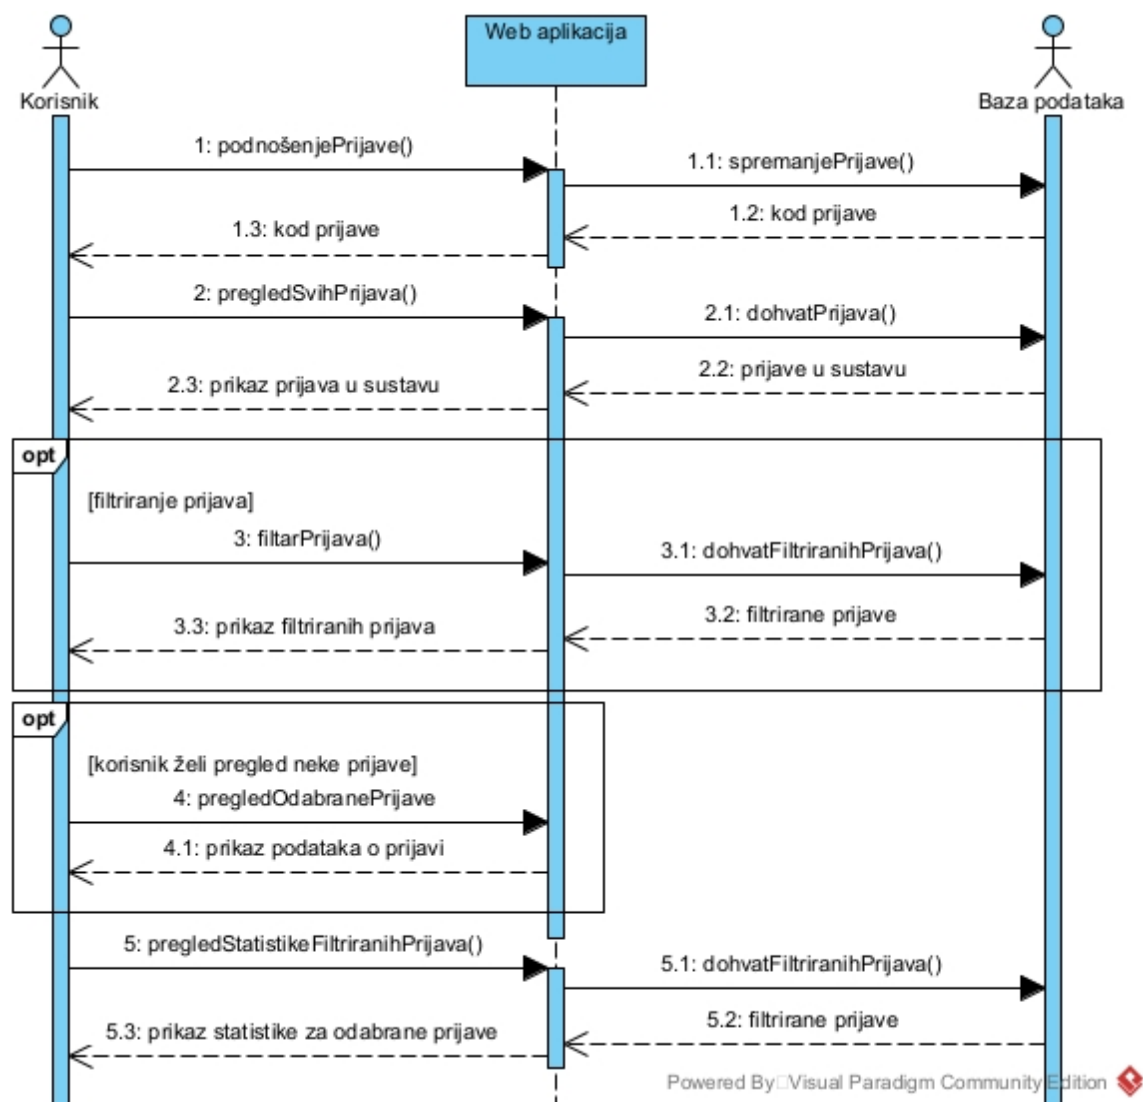 Web aplikacija
Korisnik
Baza podataka
1: podnošenjePrijave()
1.1: spremanjePrijave()
1.2: kod prijave
1.3: kod prijave
2: pregledSvihPrijava()
2.1: dohvatPrijava()
2.2: prijave u sustavu
2.3: prikaz prijava u sustavu
opt
[filtriranje prijava]
3: filtarPrijava()
3.1: dohvatFiltriranihPrijava()
3.2: filtrirane prijave
3.3: prikaz filtriranih prijava
opt
[korisnik želi pregled neke prijave]
4: pregledOdabranePrijave
4.1: prikaz podataka o prijavi
5: pregledStatistikeFiltriranihPrijava()
5.1: dohvatFiltriranihPrijava()
5.2: filtrirane prijave
5.3: prikaz statistike za odabrane prijave
Powered By Visual Paradigm Community Edition